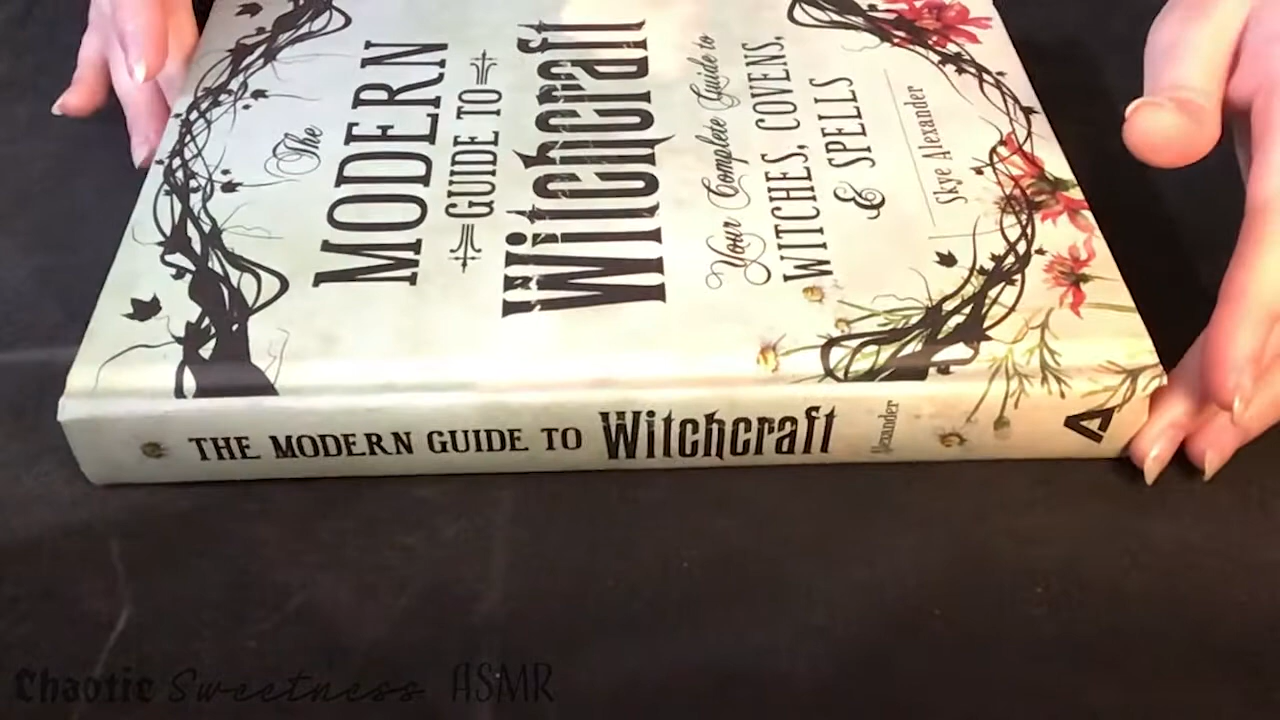 The
MODERN
GUIDE TO
Witchcraft
Your Complete Guide to
WITCHES, COVENS,
& SPELLS
Skye Alexander
THE MODERN GUIDE TO Witchcraft Alexander A
Chaotic Sweetness ASMR